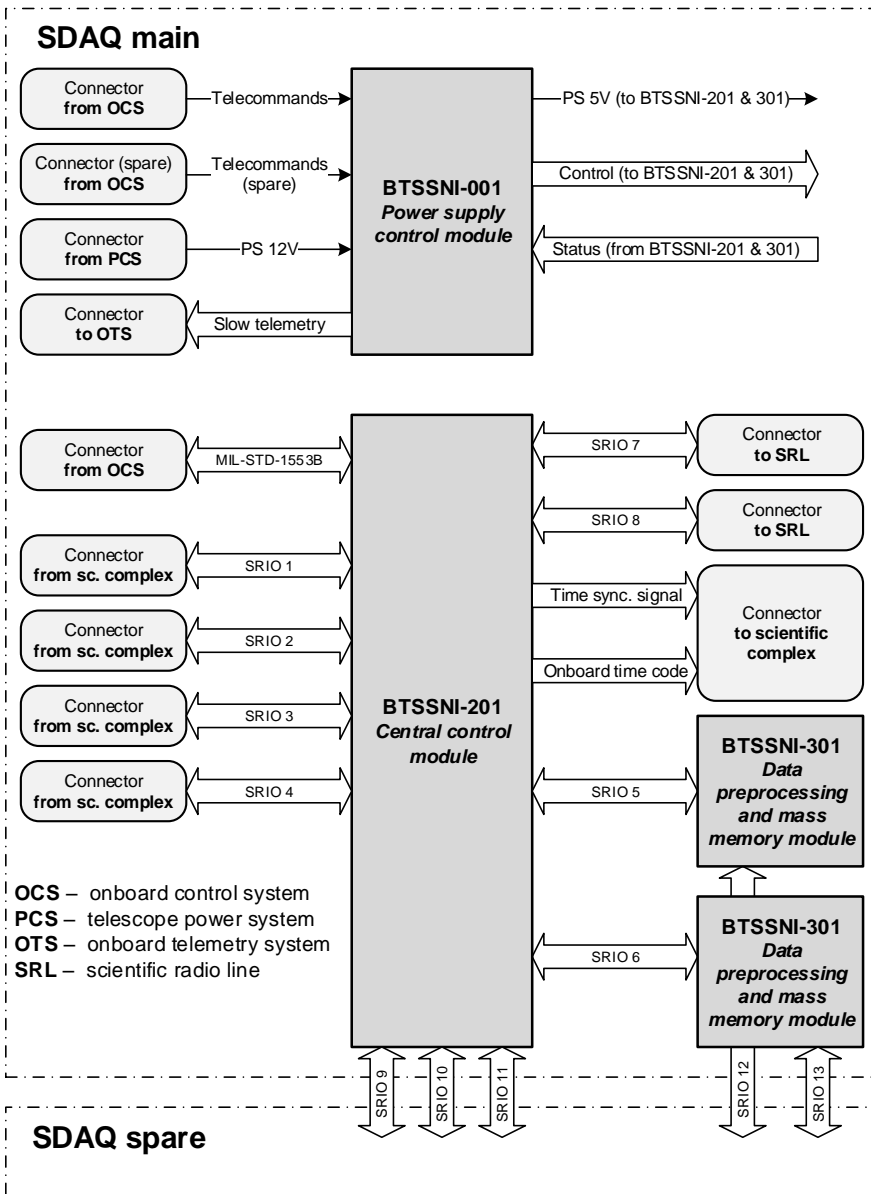 SDAQ main
Connector
from OCS
Telecommands
Connector (spare)
from OCS
Telecommands
(spare)
Connector
from PCS
PS 12V
Connector
to OTS
Slow telemetry
BTSSNI-001
Power supply
control module
PS 5V (to BTSSNI-201 & 301)
Control (to BTSSNI-201 & 301)
Status (from BTSSNI-201 & 301)
Connector
from OCS
MIL-STD-1553B
Connector
from sc. complex
SRIO 1
Connector
from sc. complex
SRIO 2
Connector
from sc. complex
SRIO 3
Connector
from sc. complex
SRIO 4
BTSSNI-201
Central control
module
SRIO 7
Connector
to SRL
SRIO 8
Connector
to SRL
Time sync. signal
Onboard time code
Connector
to scientific
complex
SRIO 5
BTSSNI-301
Data
preprocessing
and mass
memory module
SRIO 6
BTSSNI-301
Data
preprocessing
and mass
memory module
OCS – onboard control system
PCS – telescope power system
OTS – onboard telemetry system
SRL – scientific radio line
SRIO 9
SRIO 10
SRIO 11
SRIO 12
SRIO 13
SDAQ spare